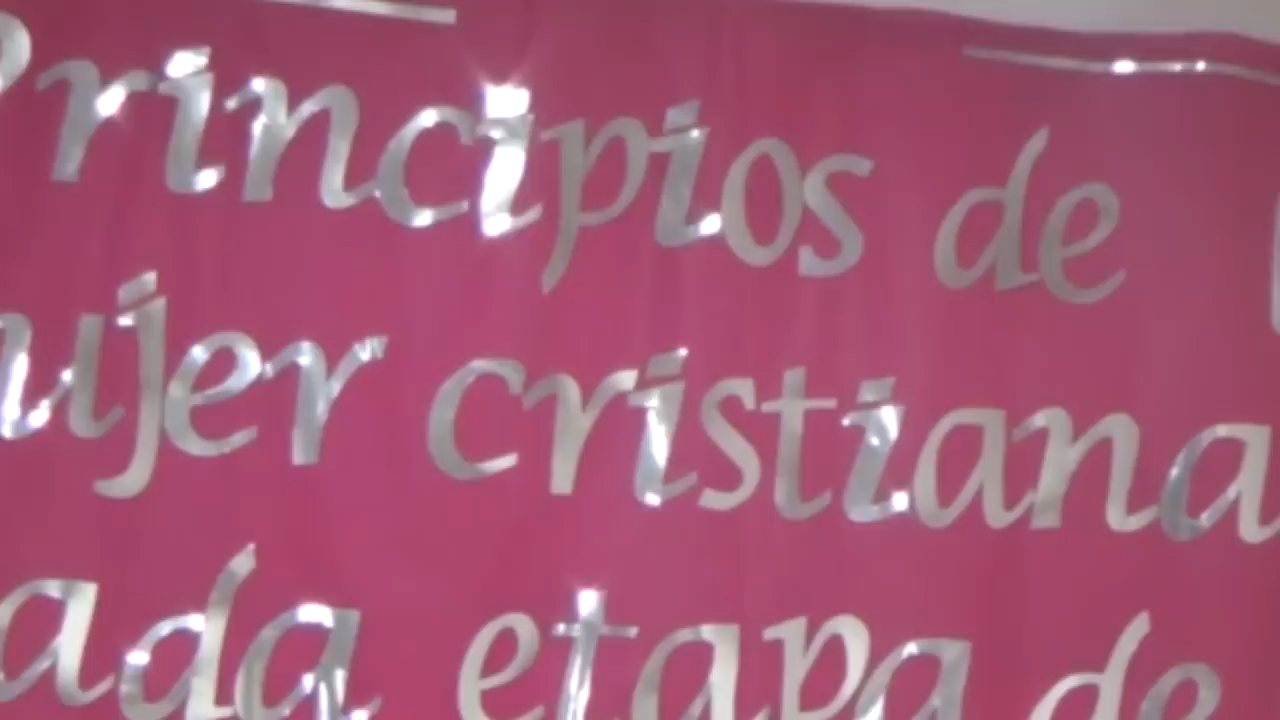 Principios de
ujer cristiana
ada etapa de